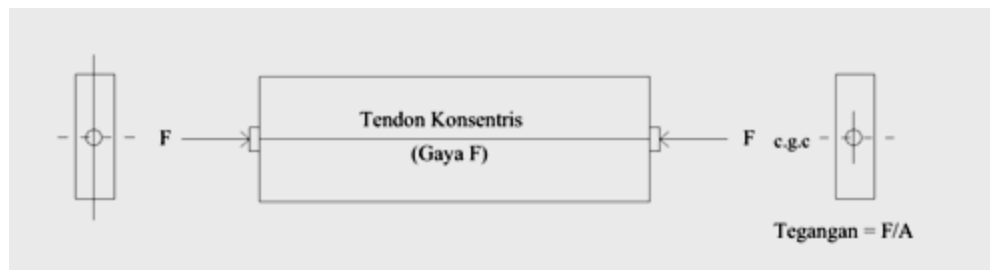 Tendon Konsentris
F
(Gaya F)
F
c.g.c
Tegangan = F/A